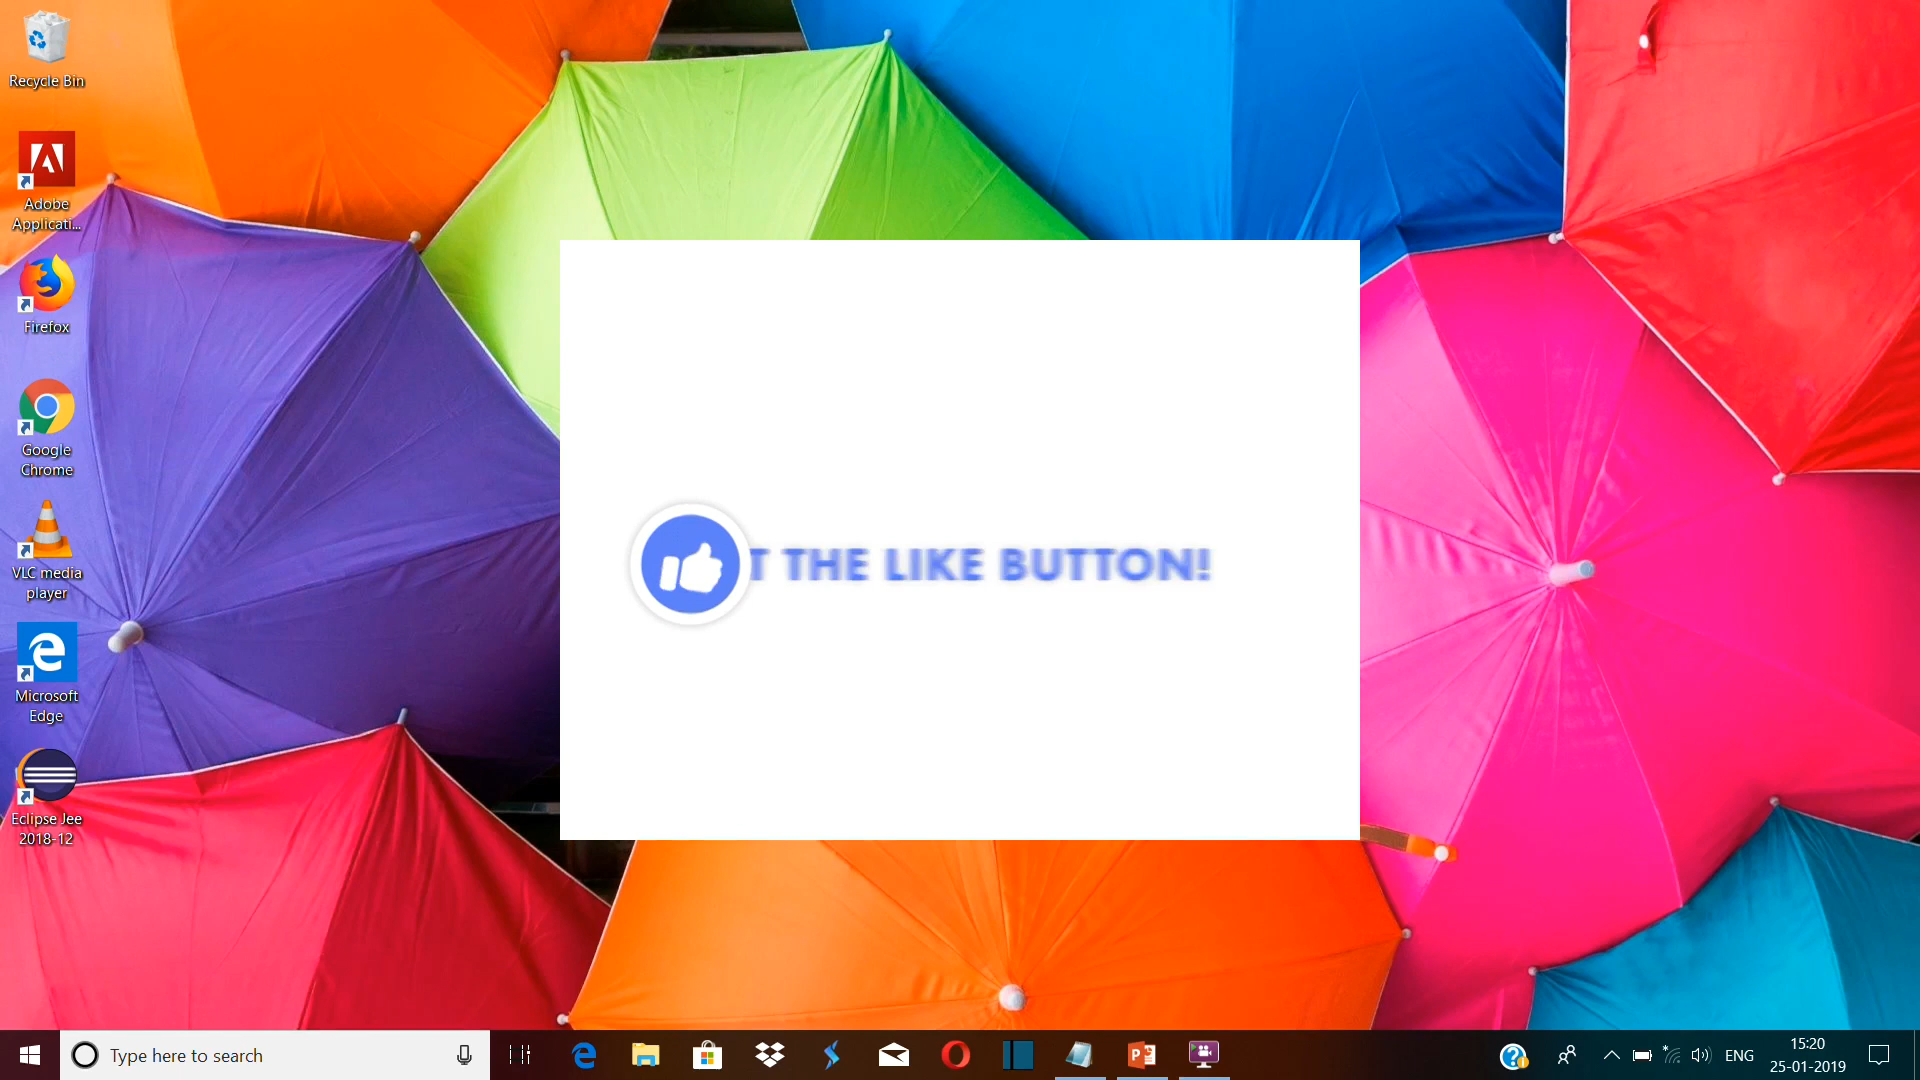 Recycle Bin
Adobe
Applicati...
Firefox
Google
Chrome
VLC media
player
Microsoft
Edge
Eclipse Jee
2018-12
T THE LIKE BUTTON!
Type here to search
ENG
15:20
25-01-2019